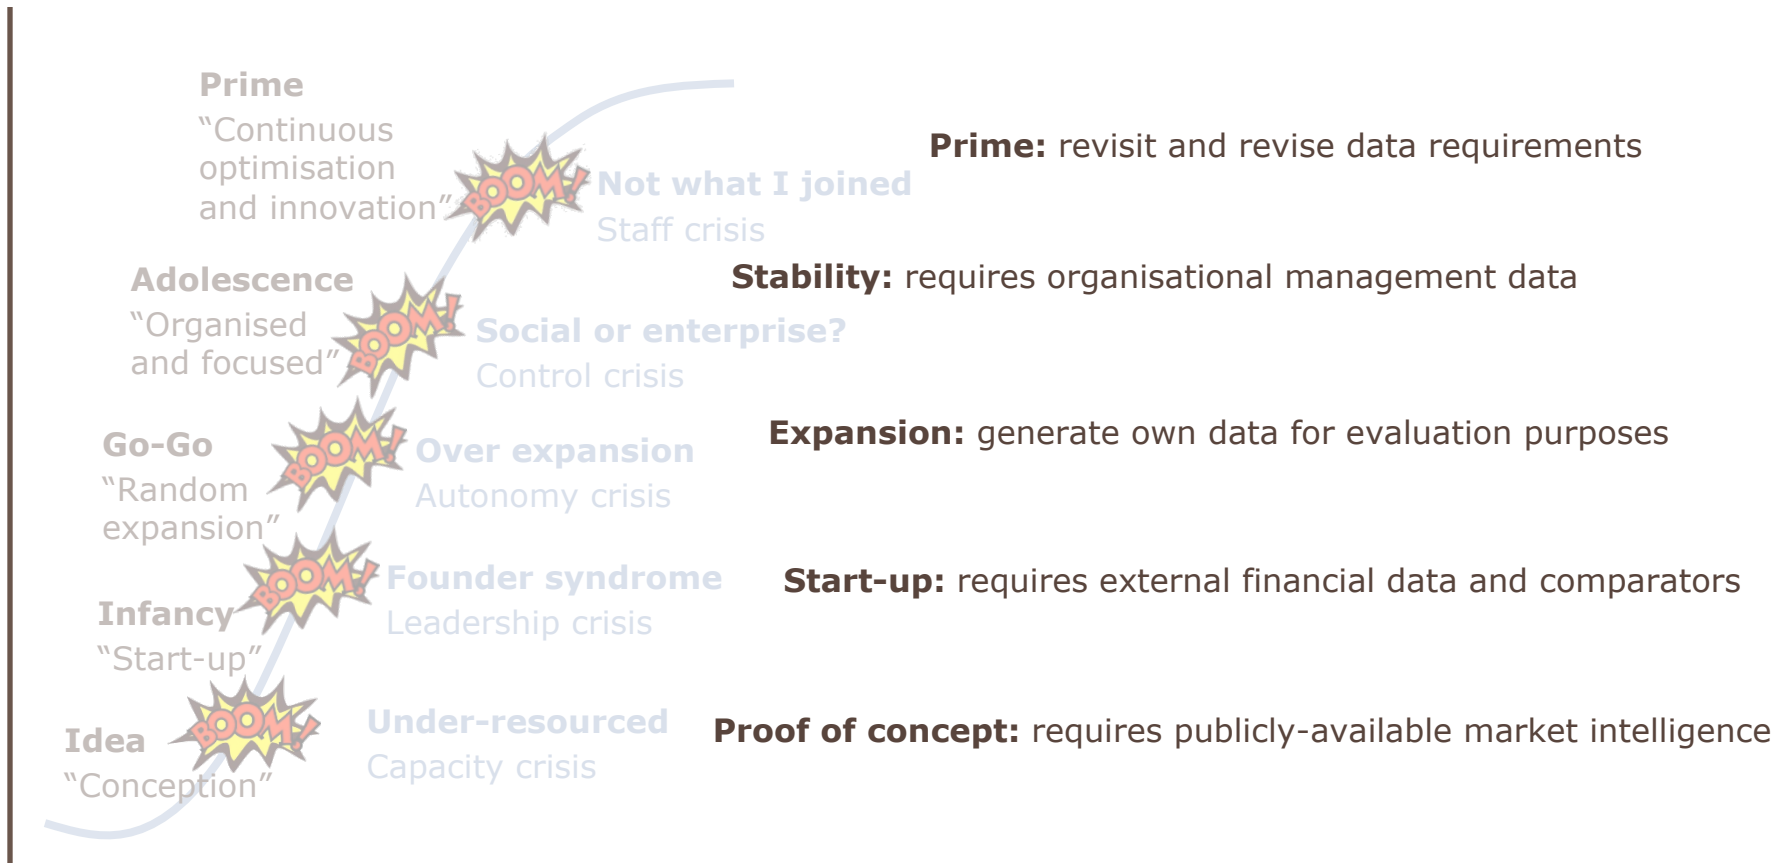 Prime
“Continuous
optimisation
and innovation”
BOOM!
Not what I joined
Staff crisis
Prime: revisit and revise data requirements
Adolescence
“Organised
and focused”
BOOM!
Social or enterprise?
Control crisis
Stability: requires organisational management data
Go-Go
“Random
expansion”
BOOM!
Over expansion
Autonomy crisis
Expansion: generate own data for evaluation purposes
Infancy
“Start-up”
BOOM!
Founder syndrome
Leadership crisis
Start-up: requires external financial data and comparators
Idea
“Conception”
BOOM!
Under-resourced
Capacity crisis
Proof of concept: requires publicly-available market intelligence